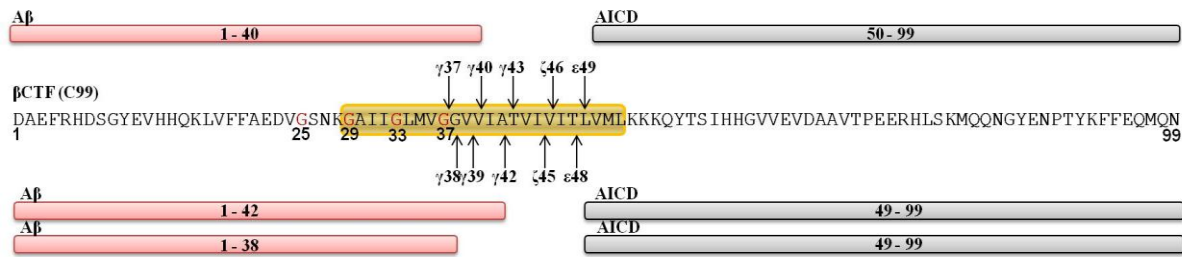 Aβ AICD
1 - 40 50 - 99
γ37 γ40 γ43 ζ46 ε49
βCTF (C99)
DAEFRHDSGYEVHHQKLVFFAEDVGSNKGAIIGLMVGGVVIATVIVITLVMLKKKQYTSIHHGVVEVDAAVTPEERHLSKMQQNGYENPTYKFFEQMQN
1 25 29 33 37 99
γ38 γ39 γ42 ζ45 ε48
Aβ AICD
1 - 42 49 - 99
Aβ AICD
1 - 38 49 - 99